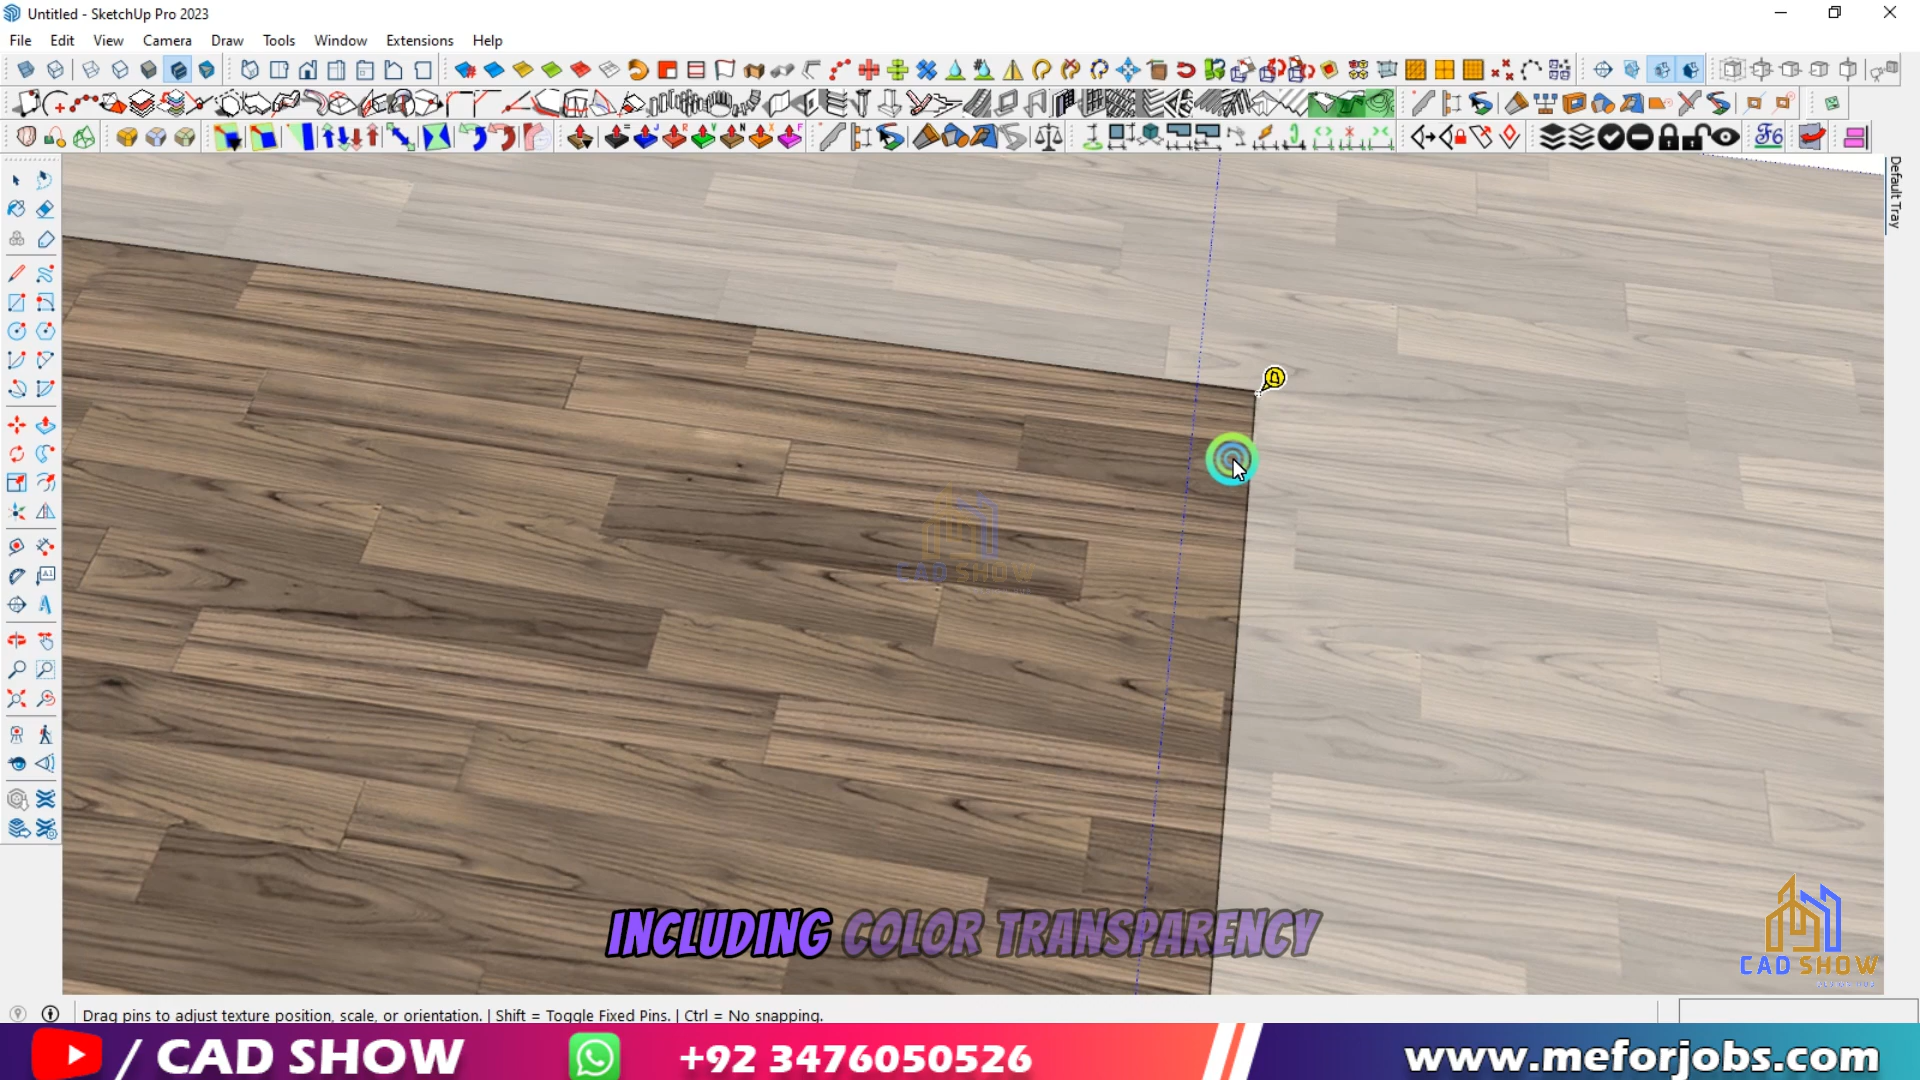 Untitled - SketchUp Pro 2023
File Edit View Camera Draw Tools Window Extensions Help
Default Tray
CAD SHOW
INCLUDING COLOR TRANSPARENCY
CAD SHOW
Drag pins to adjust texture position, scale, or orientation. | Shift = Toggle Fixed Pins. | Ctrl = No snapping.
/ CAD SHOW
+92 3476050526
www.meforjobs.com